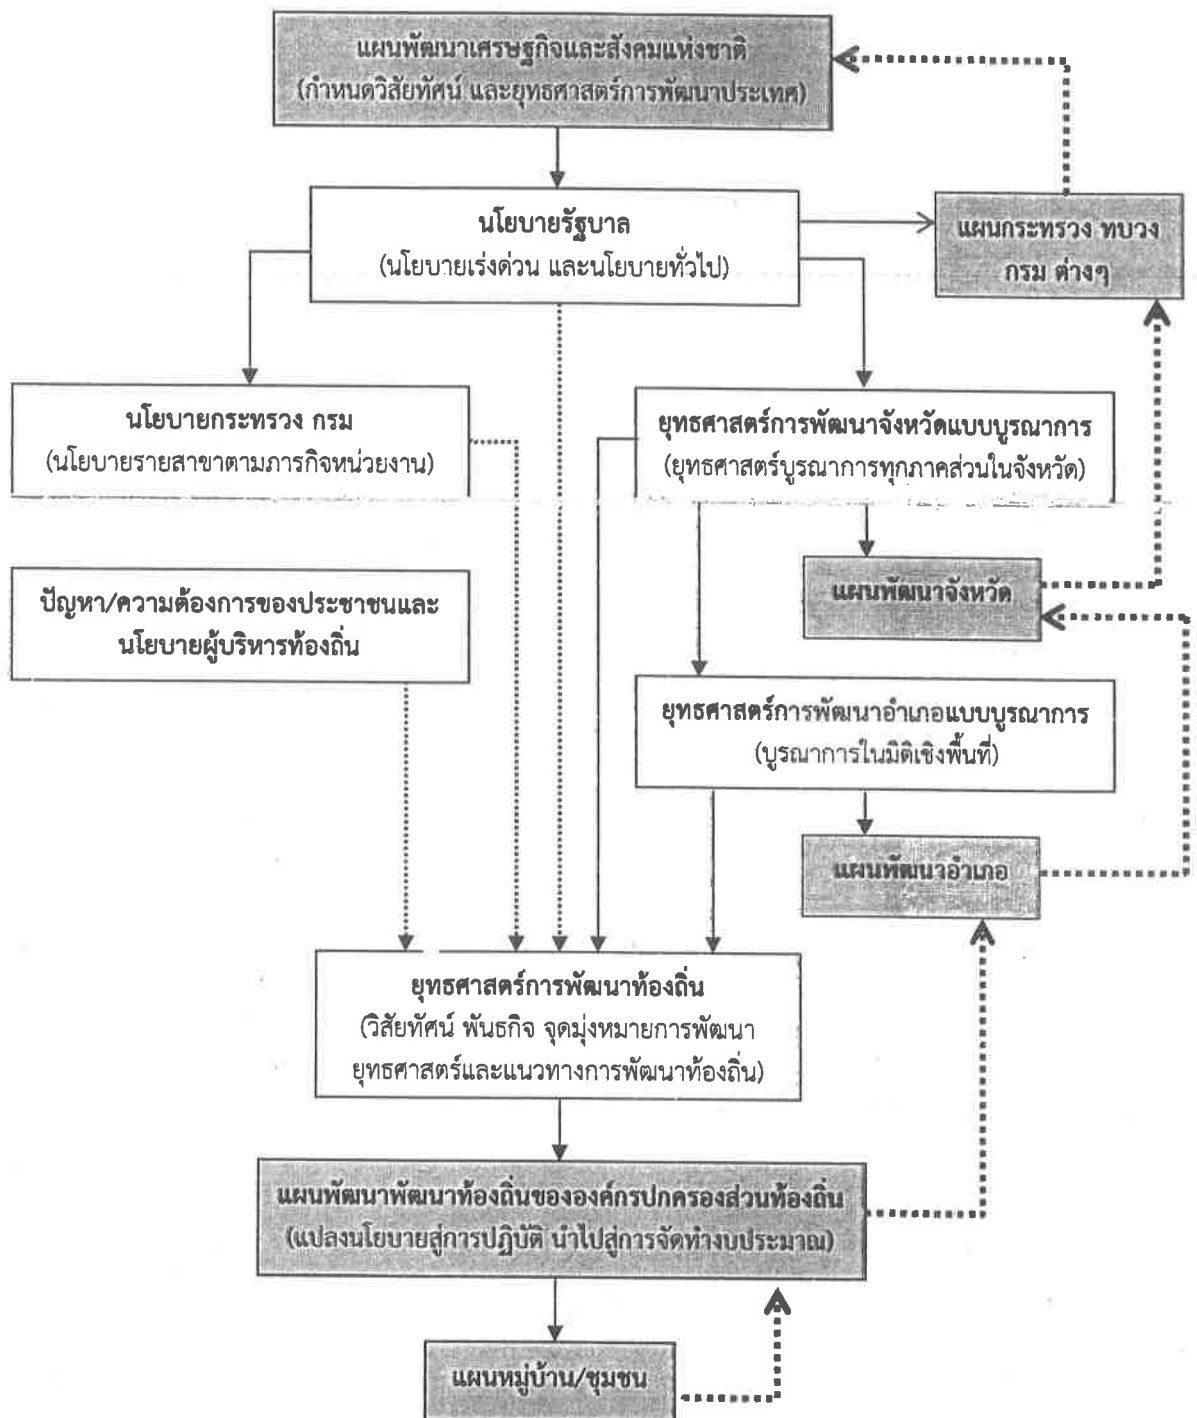 แผนพัฒนาเศรษฐกิจและสังคมแห่งชาติ
(กำหนดวิสัยทัศน์ และยุทธศาสตร์การพัฒนาประเทศ)
นโยบายรัฐบาล
(นโยบายเร่งด่วน และนโยบายทั่วไป)
แผนกระทรวง ทบวง
กรม ต่างๆ
นโยบายกระทรวง กรม
(นโยบายรายสาขาตามภารกิจหน่วยงาน)
ยุทธศาสตร์การพัฒนาจังหวัดแบบบูรณาการ
(ยุทธศาสตร์บูรณาการทุกภาคส่วนในจังหวัด)
ปัญหา/ความต้องการของประชาชนและ
นโยบายผู้บริหารท้องถิ่น
แผนพัฒนาจังหวัด
ยุทธศาสตร์การพัฒนาอำเภอแบบบูรณาการ
(บูรณาการในมิติเชิงพื้นที่)
แผนพัฒนาอำเภอ
ยุทธศาสตร์การพัฒนาท้องถิ่น
(วิสัยทัศน์ พันธกิจ จุดมุ่งหมายการพัฒนา
ยุทธศาสตร์และแนวทางการพัฒนาท้องถิ่น)
แผนพัฒนาพัฒนาท้องถิ่นขององค์กรปกครองส่วนท้องถิ่น
(แปลงนโยบายสู่การปฏิบัติ นำไปสู่การจัดทำงบประมาณ)
แผนหมู่บ้าน/ชุมชน